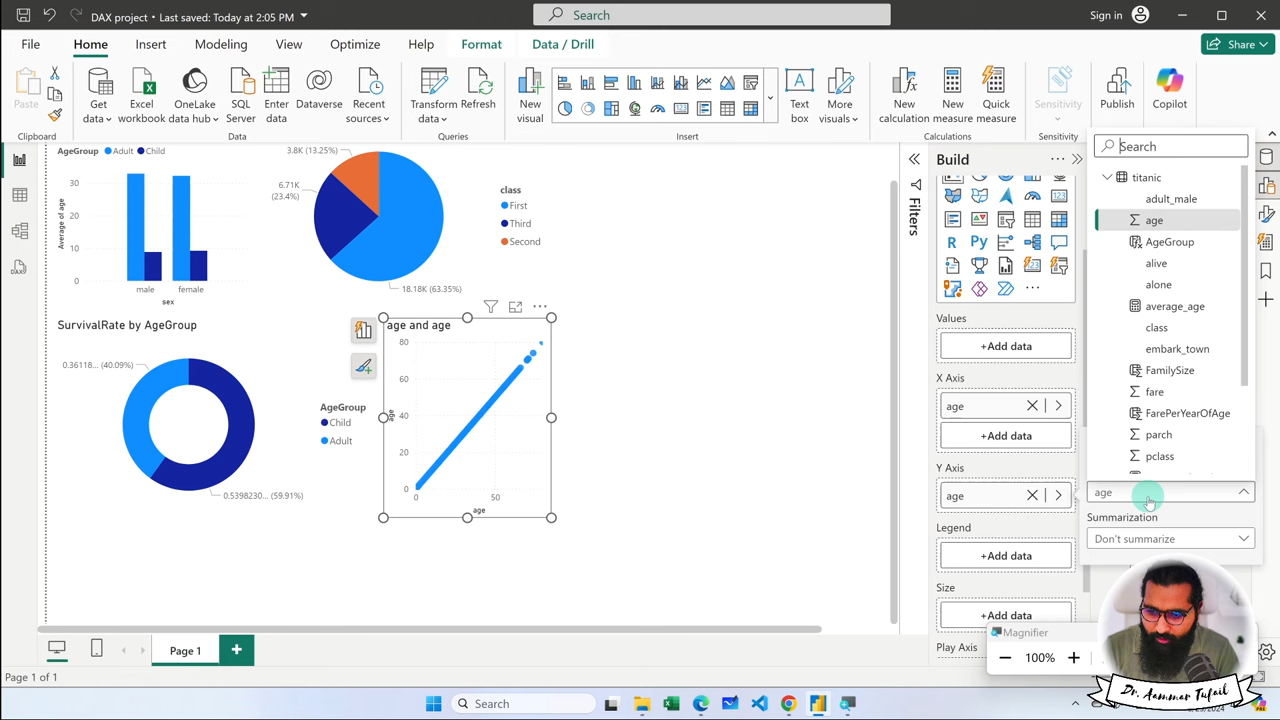 DAX project • Last saved: Today at 2:05 PM
Search
Sign in
File
Home
Insert
Modeling
View
Optimize
Help
Format
Data / Drill
Share
Paste
Get data
Excel workbook
OneLake data hub
SQL Server
Enter data
Dataverse
Recent sources
Transform data
Refresh
New visual
Text box
More visuals
New calculation
New measure
Quick measure
Sensitivity
Publish
Copilot
Clipboard
Data
Queries
Insert
Calculations
Sensitivity
AgeGroup Adult Child
Average of age
30
20
10
0
male
female
sex
3.8K (13.25%)
6.71K
(23.4%)
18.18K (63.35%)
class
First
Third
Second
SurvivalRate by AgeGroup
0.36118... (40.09%)
0.5398230... (59.91%)
AgeGroup
Child
Adult
age and age
80
60
40
20
0
age
0
50
age
Filters
Build
R
Py
Values
+Add data
X Axis
age
+Add data
Y Axis
age
Legend
+Add data
Size
+Add data
Play Axis
Search
titanic
adult_male
age
AgeGroup
alive
alone
average_age
class
embark_town
FamilySize
fare
FarePerYearOfAge
parch
pclass
age
Summarization
Don't summarize
Magnifier
100%
Dr. Aammar Tufail
Page 1
Page 1 of 1
Search